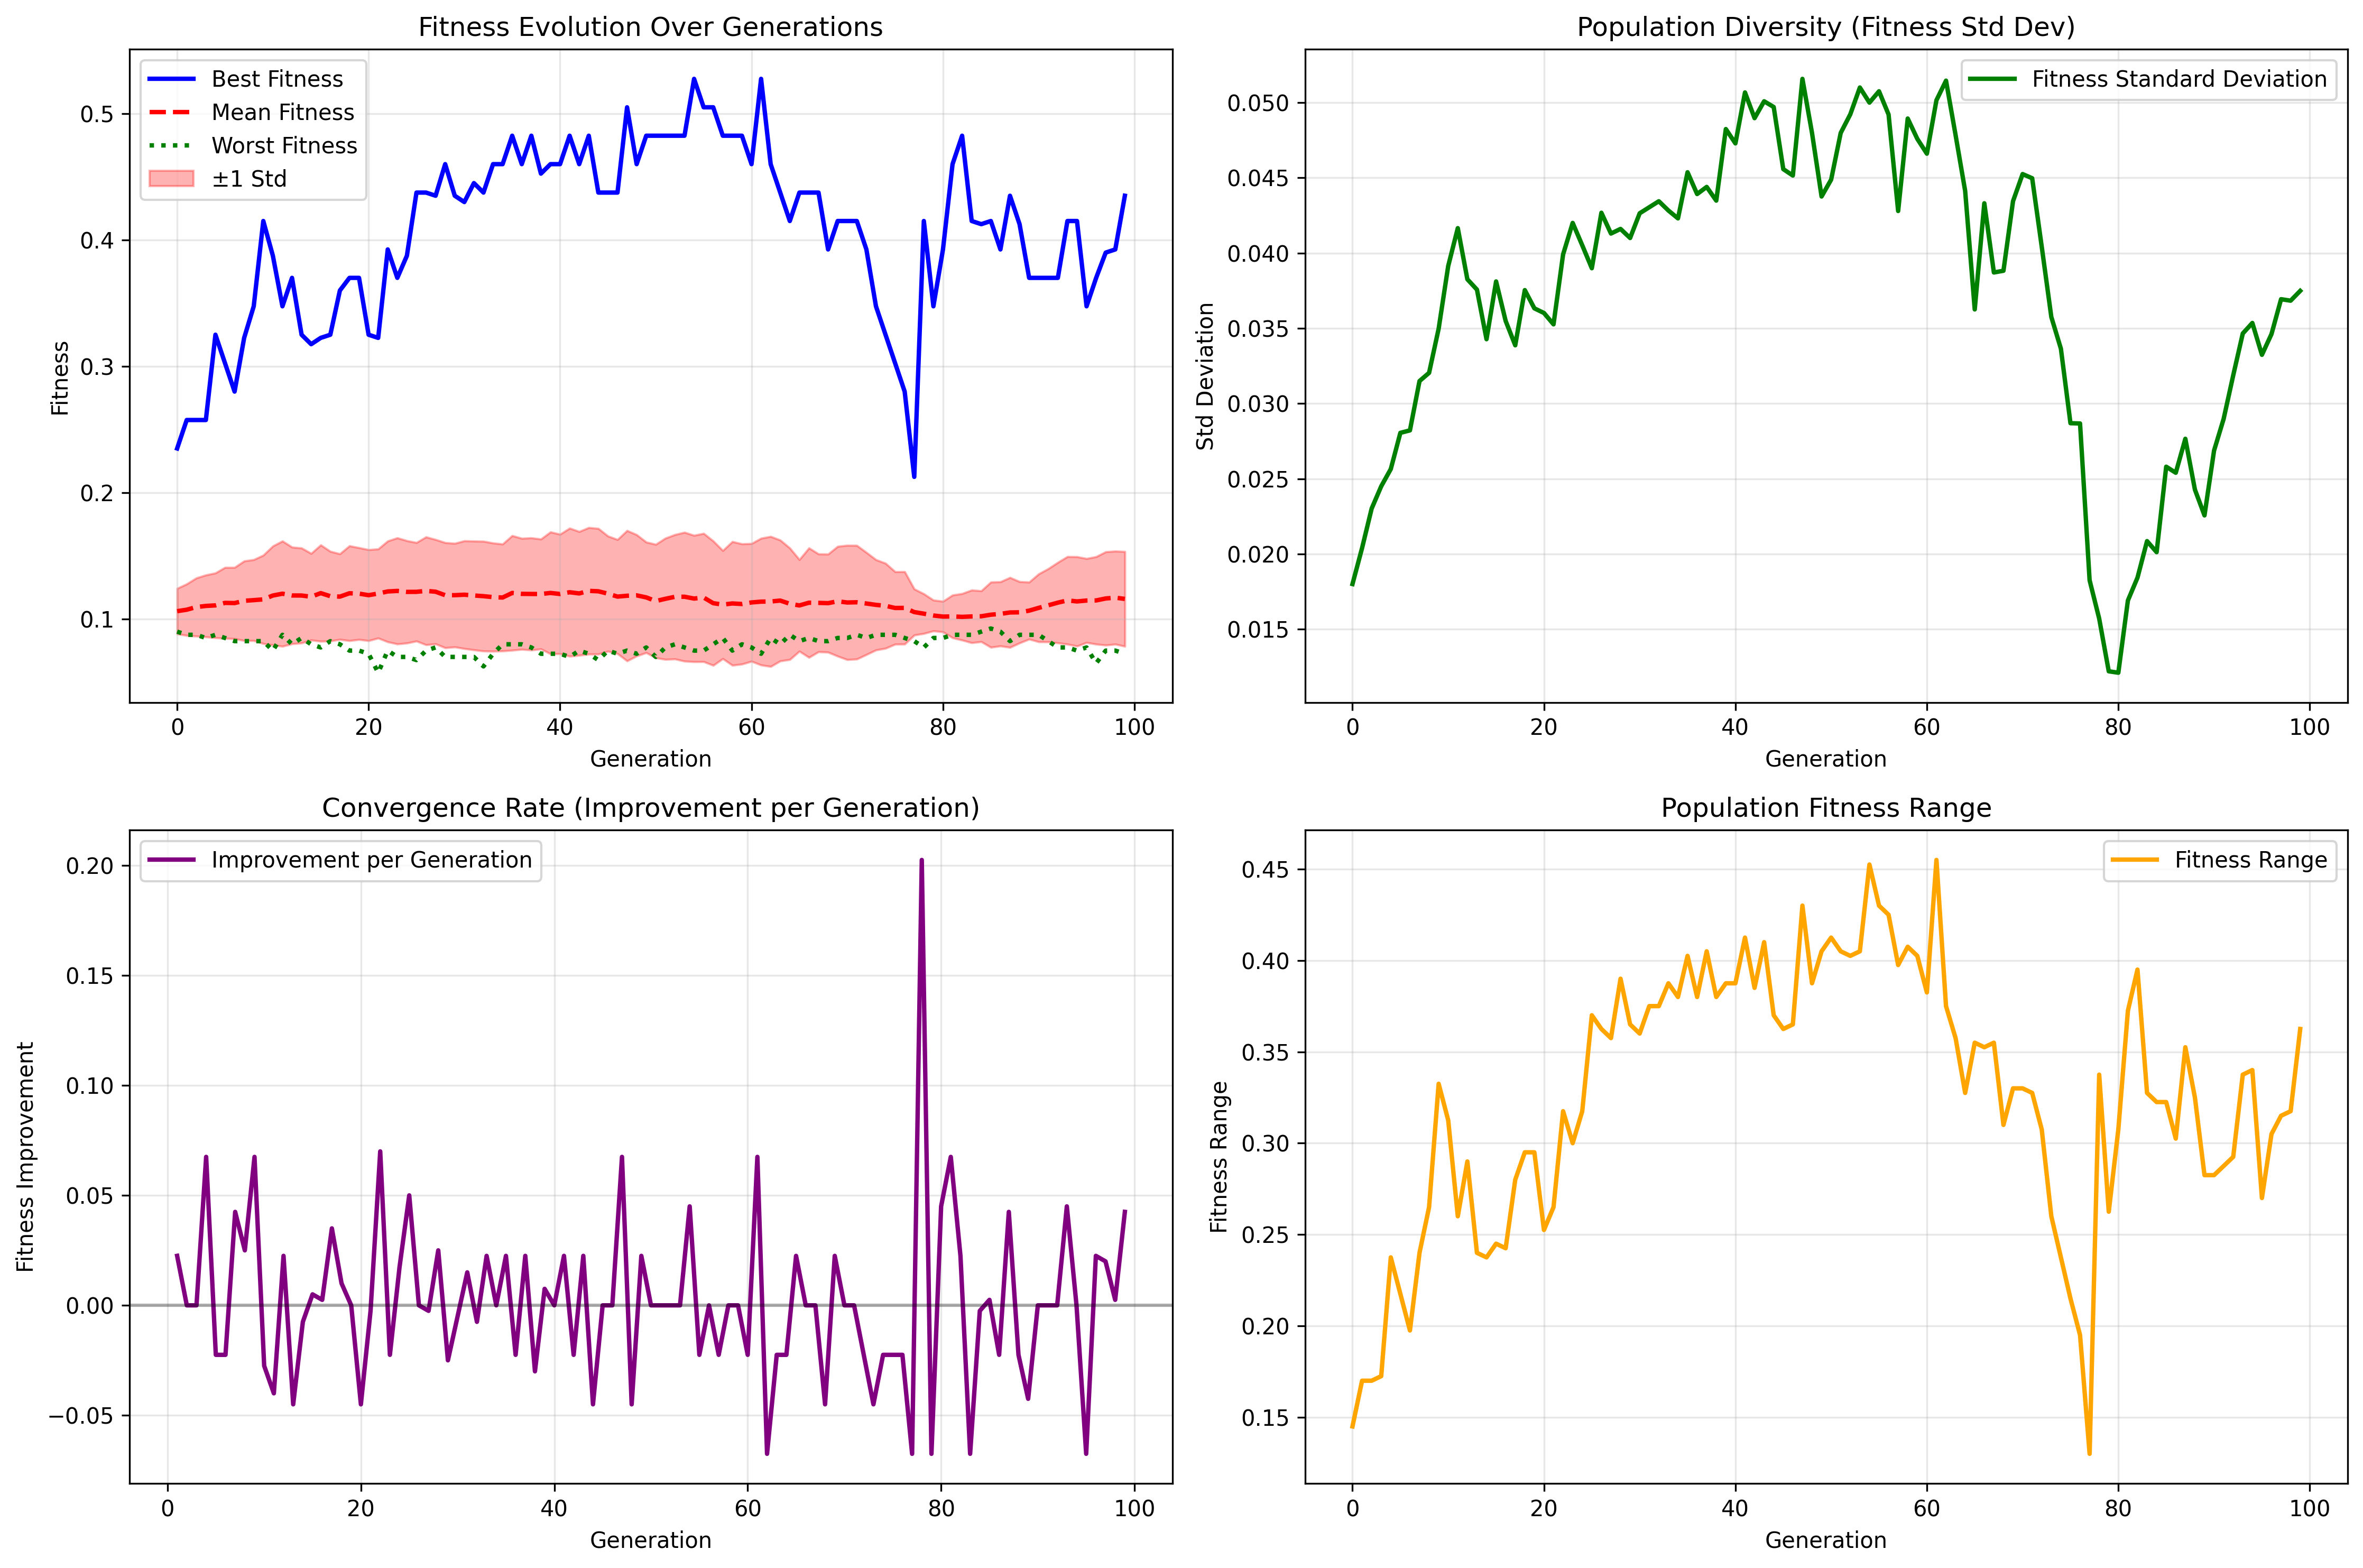 Fitness Evolution Over Generations
Best Fitness
Mean Fitness
Worst Fitness
±1 Std
Fitness
0.5
0.4
0.3
0.2
0.1
0 20 40 60 80 100
Generation
Population Diversity (Fitness Std Dev)
Fitness Standard Deviation
Std Deviation
0.050
0.045
0.040
0.035
0.030
0.025
0.020
0.015
0 20 40 60 80 100
Generation
Convergence Rate (Improvement per Generation)
Improvement per Generation
Fitness Improvement
0.20
0.15
0.10
0.05
0.00
−0.05
0 20 40 60 80 100
Generation
Population Fitness Range
Fitness Range
Fitness Range
0.45
0.40
0.35
0.30
0.25
0.20
0.15
0 20 40 60 80 100
Generation